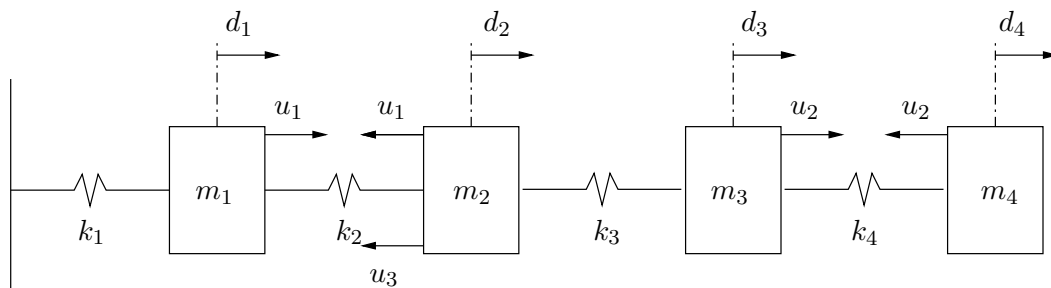 d₁ d₂ d₃ d₄
u₁ u₁ u₂ u₂
m₁ m₂ m₃ m₄
k₁ k₂ k₃ k₄
u₃